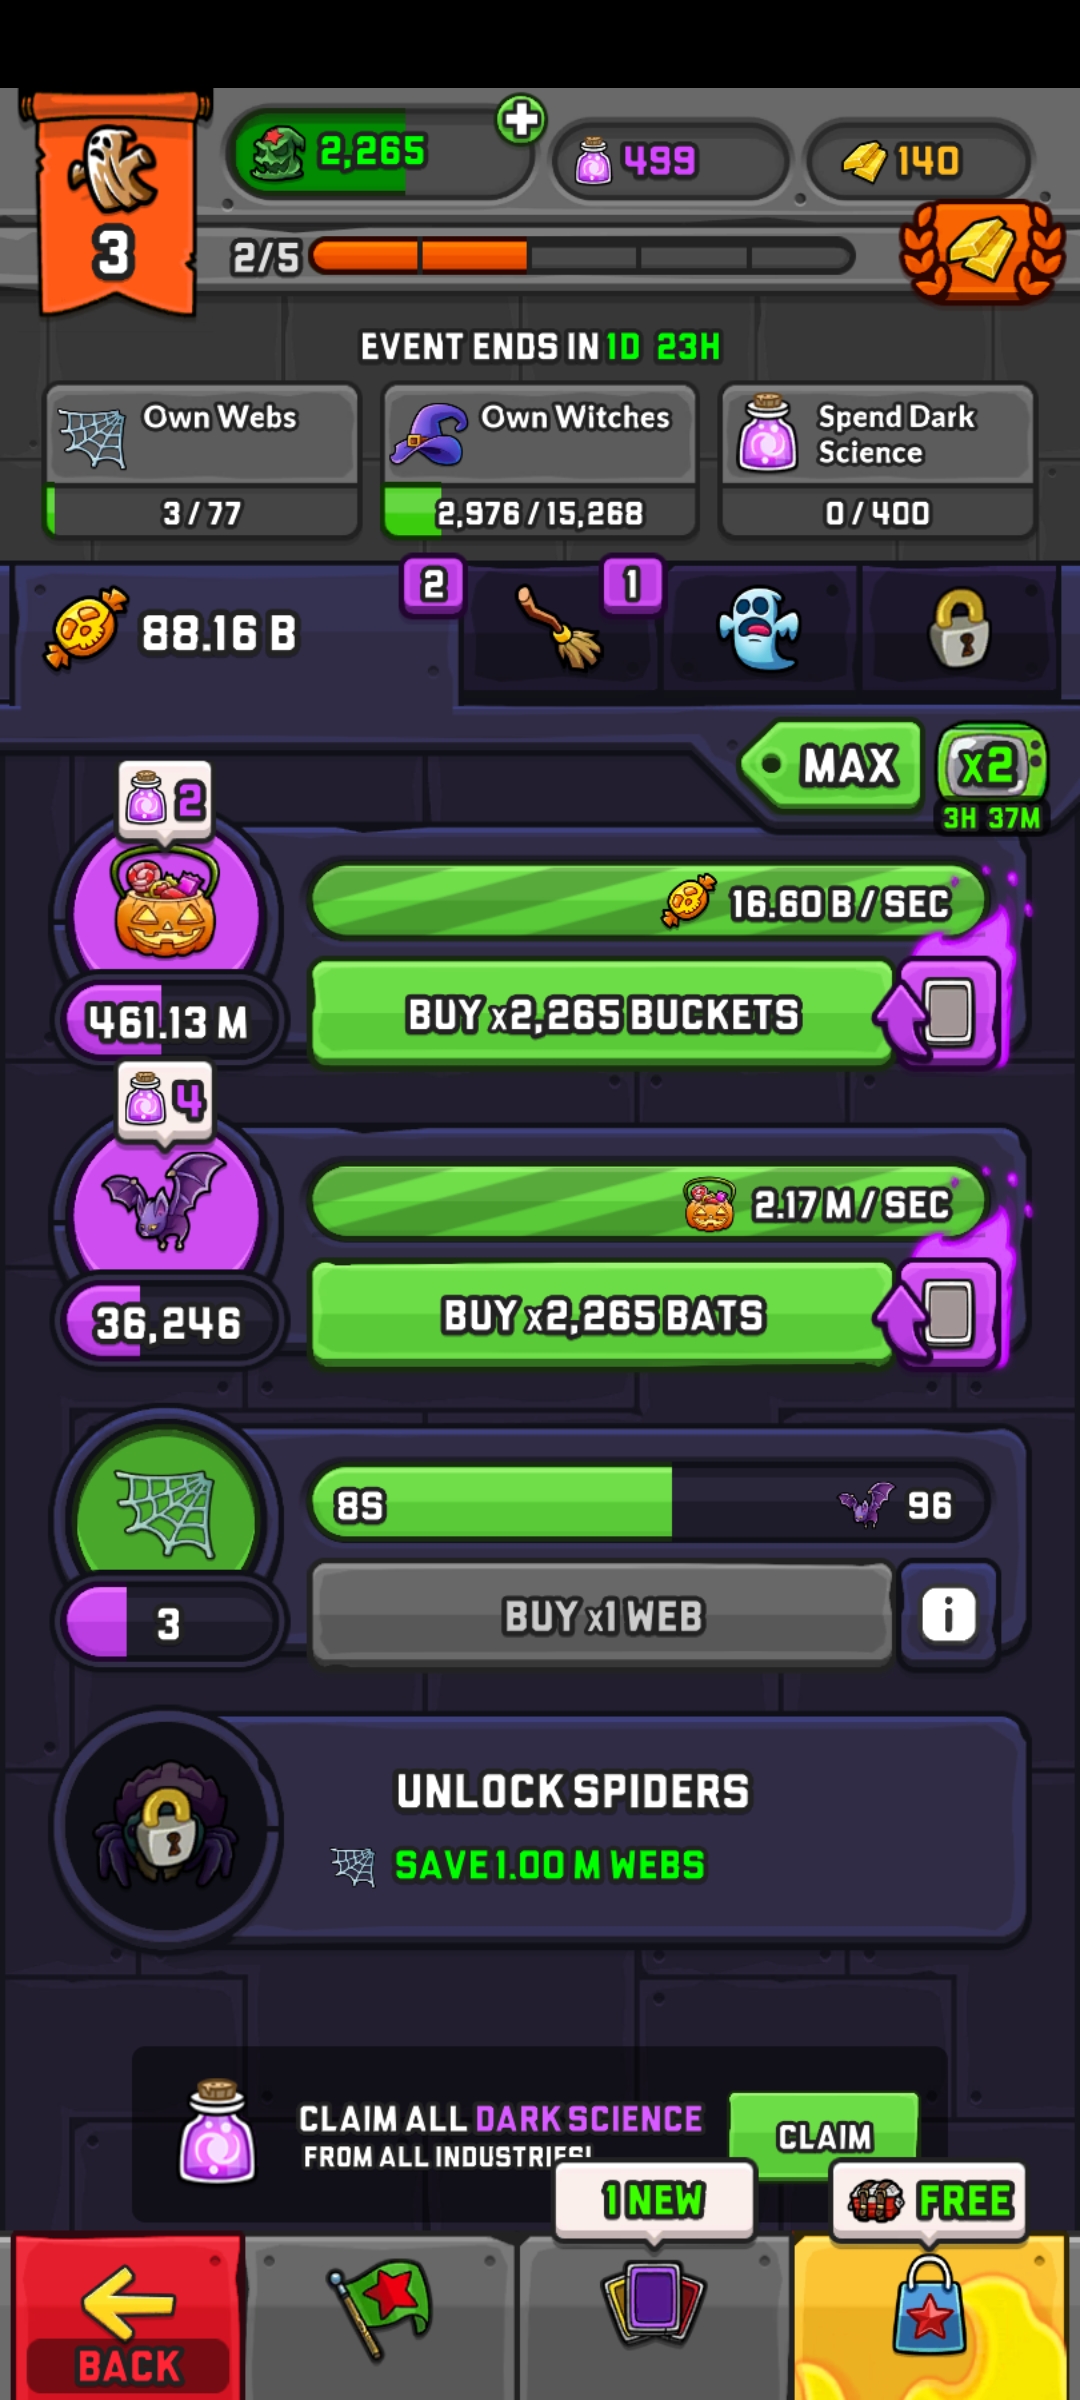 2,265
499
140
3
2/5
EVENT ENDS IN 1D 23H
Own Webs
3/77
Own Witches
2,976/15,268
Spend Dark
Science
0/400
88.16 B
2
1
MAX
x2
3H 37M
2
16.60 B/SEC
461.13 M
BUY x2,265 BUCKETS
4
2.17 M/SEC
36,246
BUY x2,265 BATS
8S
96
3
BUY x1 WEB
i
UNLOCK SPIDERS
SAVE 1.00 M WEBS
CLAIM ALL DARK SCIENCE
FROM ALL INDUSTRIES!
CLAIM
1 NEW
FREE
BACK